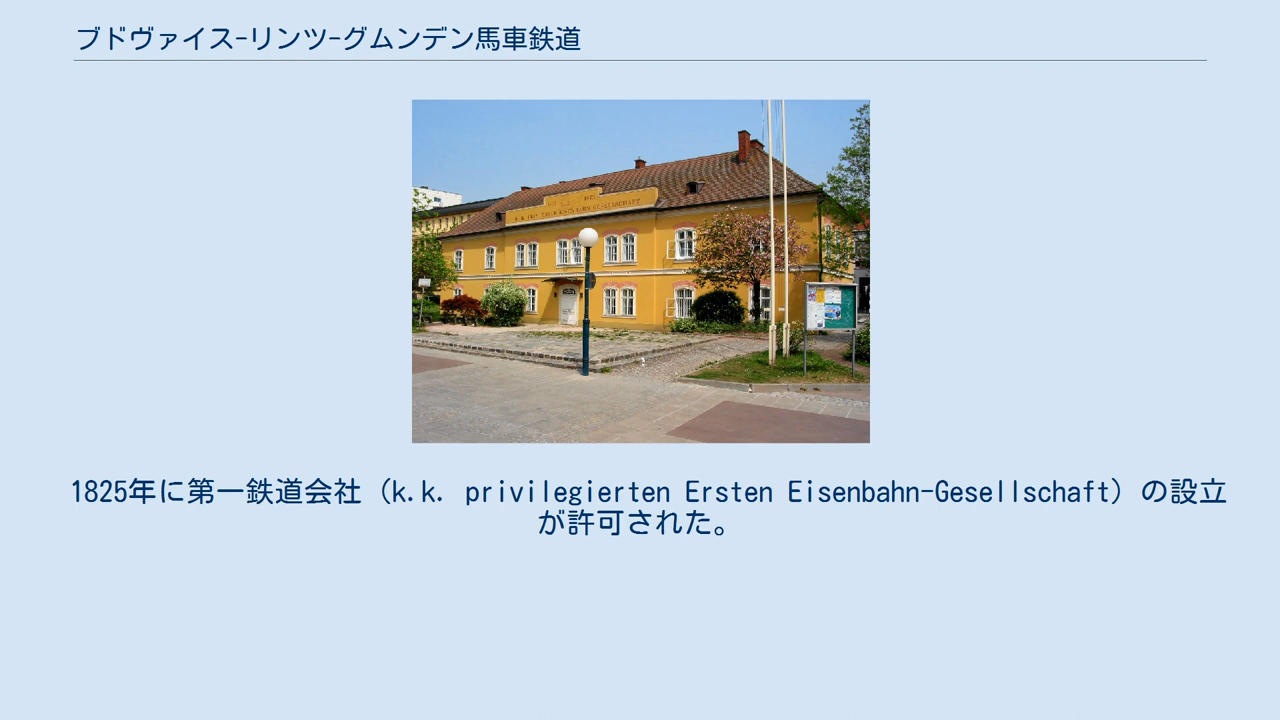 ブドヴァイス-リンツ-グムンデン馬車鉄道
1825年に第一鉄道会社（k.k. privilegierten Ersten Eisenbahn-Gesellschaft）の設立
が許可された。